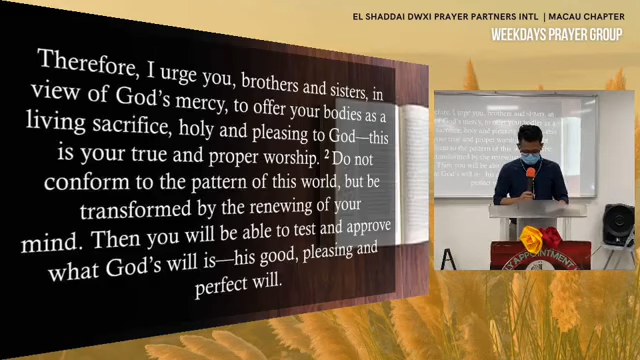 EL SHADDAI DWXI PRAYER PARTNERS INTL | MACAU CHAPTER
WEEKDAYS PRAYER GROUP
Therefore, I urge you, brothers and sisters, in
view of God's mercy, to offer your bodies as a
living sacrifice, holy and pleasing to God—this
is your true and proper worship. 2 Do not
conform to the pattern of this world, but be
transformed by the renewing of your
mind. Then you will be able to test and approve
what God's will is—his good, pleasing and
perfect will.
APPOINTMENT